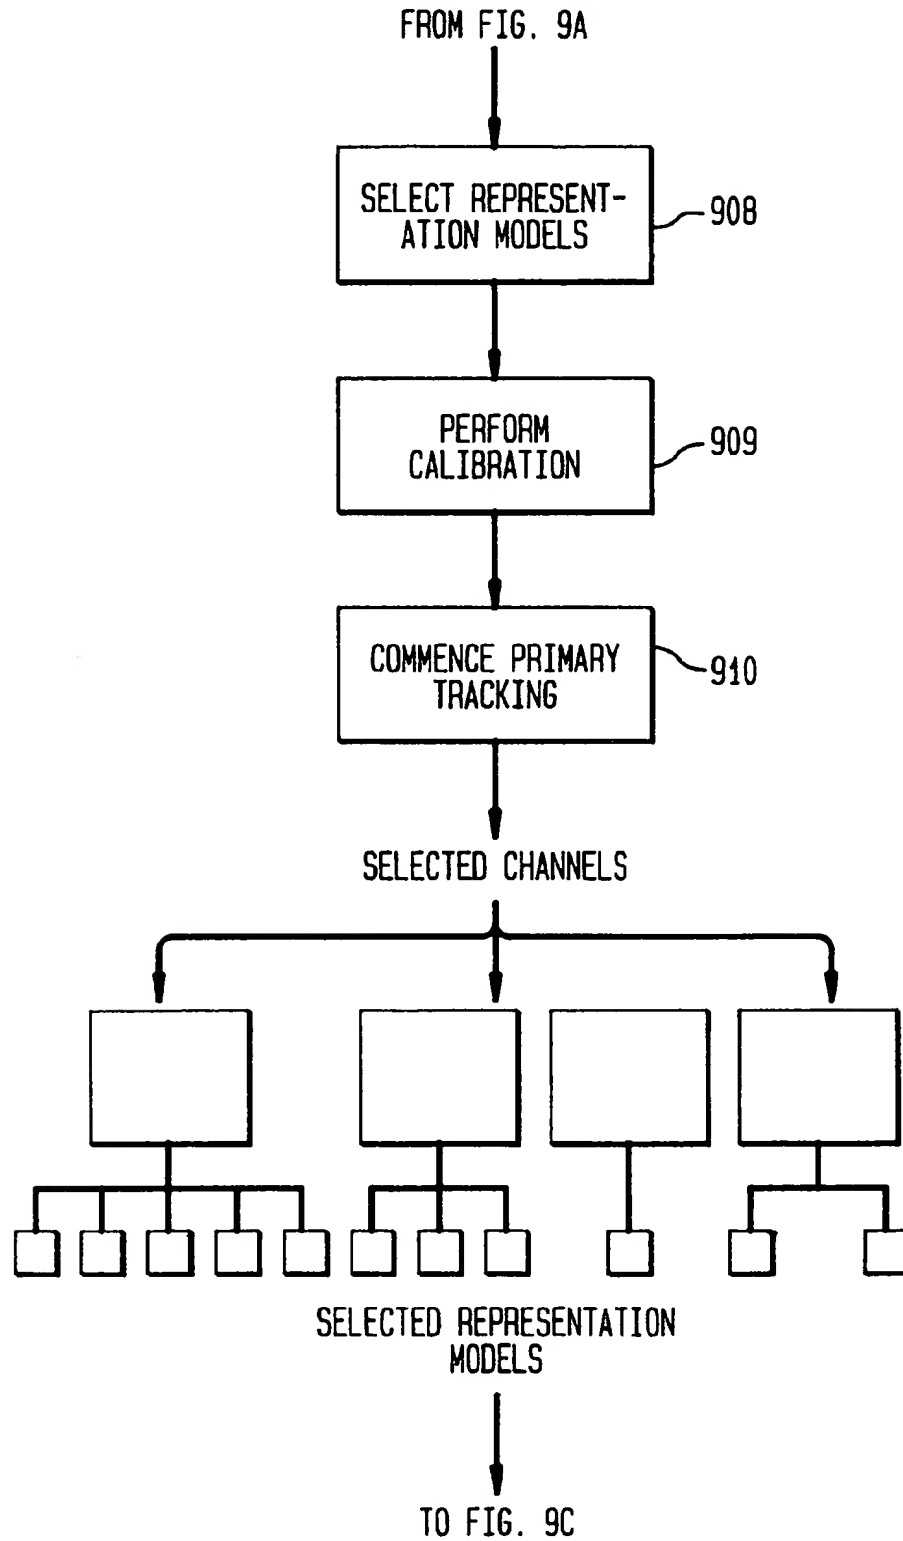 FROM FIG. 9A
SELECT REPRESENT-
ATION MODELS
908
PERFORM
CALIBRATION
909
COMMENCE PRIMARY
TRACKING
910
SELECTED CHANNELS
SELECTED REPRESENTATION
MODELS
TO FIG. 9C